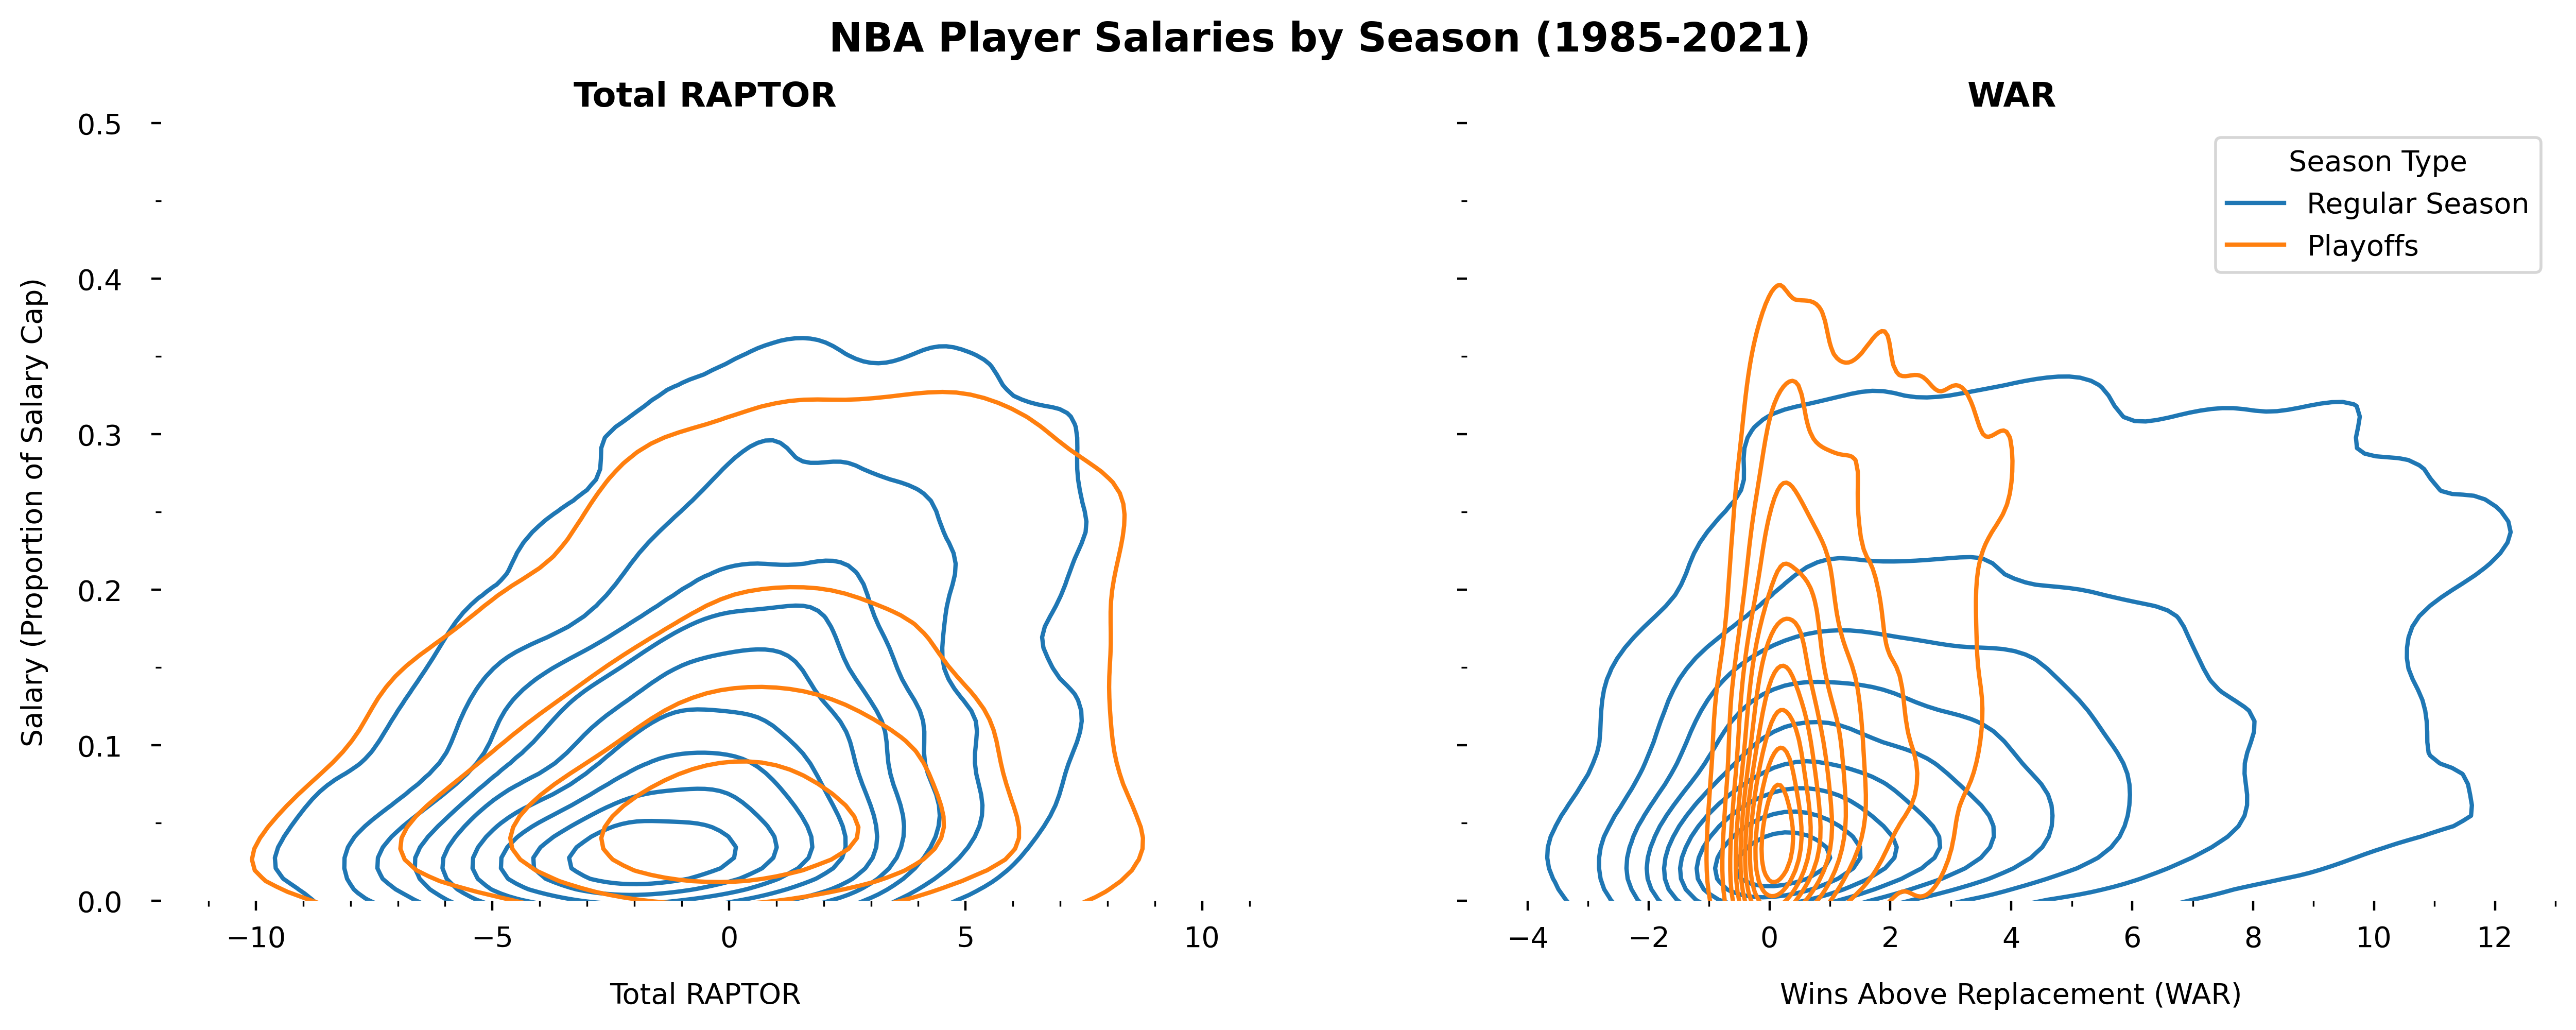 NBA Player Salaries by Season (1985-2021)
Total RAPTOR
WAR
0.5
0.4
0.3
0.2
0.1
0.0
Salary (Proportion of Salary Cap)
Season Type
Regular Season
Playoffs
−10 −5 0 5 10
−4 −2 0 2 4 6 8 10 12
Total RAPTOR
Wins Above Replacement (WAR)